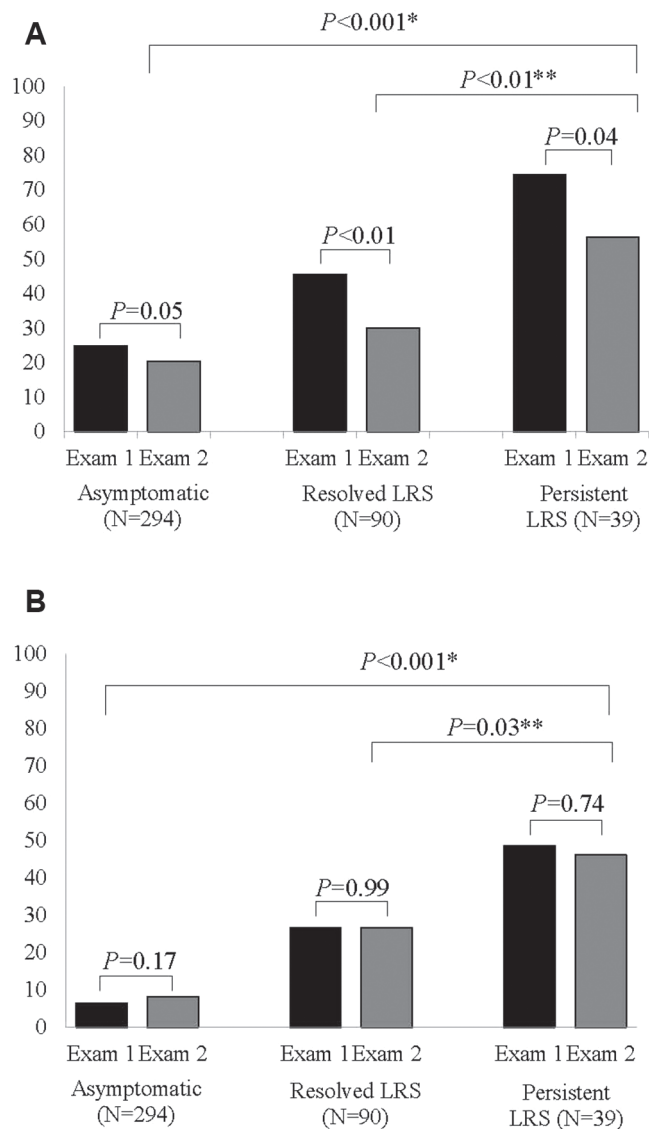 A
P<0.001*
P<0.01**
100
90
80
70
60
50
40
30
20
10
0
P=0.04
P<0.01
P=0.05
Exam 1 Exam 2 Exam 1 Exam 2 Exam 1 Exam 2
Asymptomatic
(N=294)
Resolved LRS
(N=90)
Persistent
LRS (N=39)
B
P<0.001*
P=0.03**
100
90
80
70
60
50
40
30
20
10
0
P=0.74
P=0.99
P=0.17
Exam 1 Exam 2 Exam 1 Exam 2 Exam 1 Exam 2
Asymptomatic
(N=294)
Resolved LRS
(N=90)
Persistent
LRS (N=39)